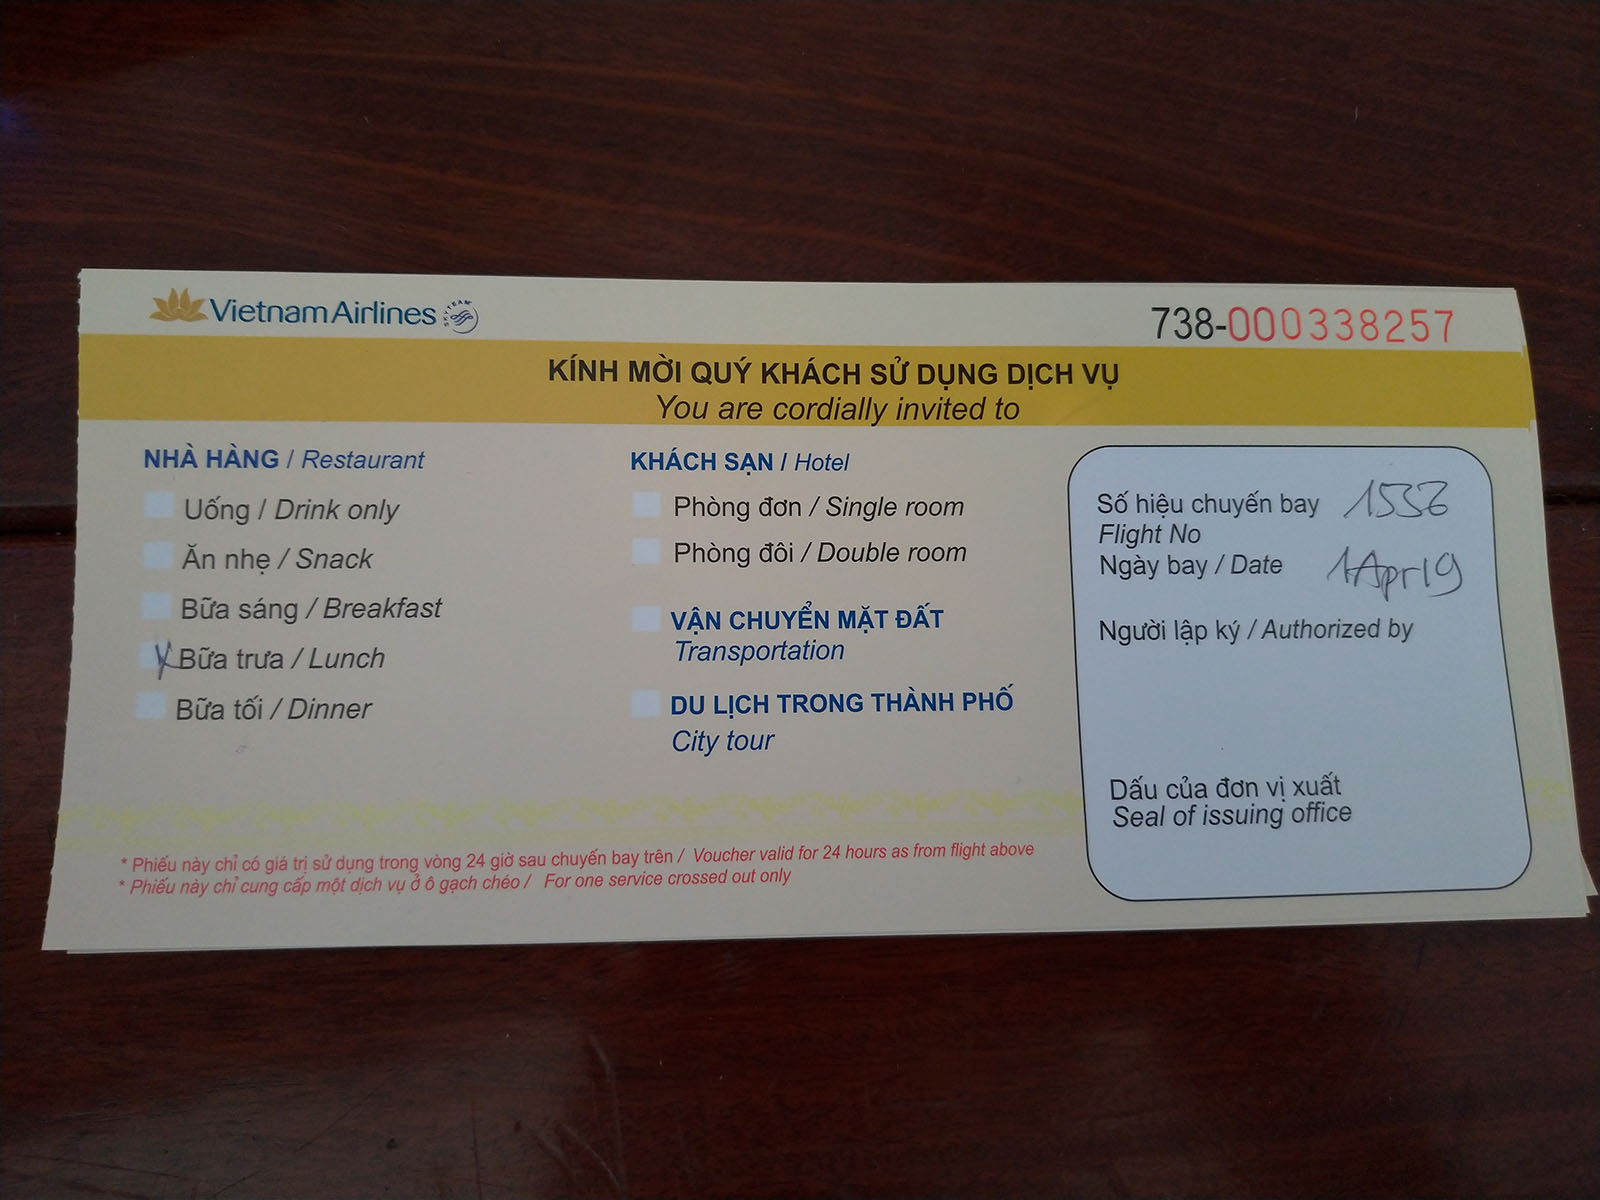 Vietnam Airlines SKYTEAM
738-000338257
KÍNH MỜI QUÝ KHÁCH SỬ DỤNG DỊCH VỤ
You are cordially invited to
NHÀ HÀNG / Restaurant
Uống / Drink only
Ăn nhẹ / Snack
Bữa sáng / Breakfast
X Bữa trưa / Lunch
Bữa tối / Dinner
KHÁCH SẠN / Hotel
Phòng đơn / Single room
Phòng đôi / Double room
VẬN CHUYỂN MẶT ĐẤT
Transportation
DU LỊCH TRONG THÀNH PHỐ
City tour
Số hiệu chuyến bay
Flight No
Ngày bay / Date 1 Apr 19
Người lập ký / Authorized by
Dấu của đơn vị xuất
Seal of issuing office
* Phiếu này chỉ có giá trị sử dụng trong vòng 24 giờ sau chuyến bay trên / Voucher valid for 24 hours as from flight above
* Phiếu này chỉ cung cấp một dịch vụ ở ô gạch chéo / For one service crossed out only